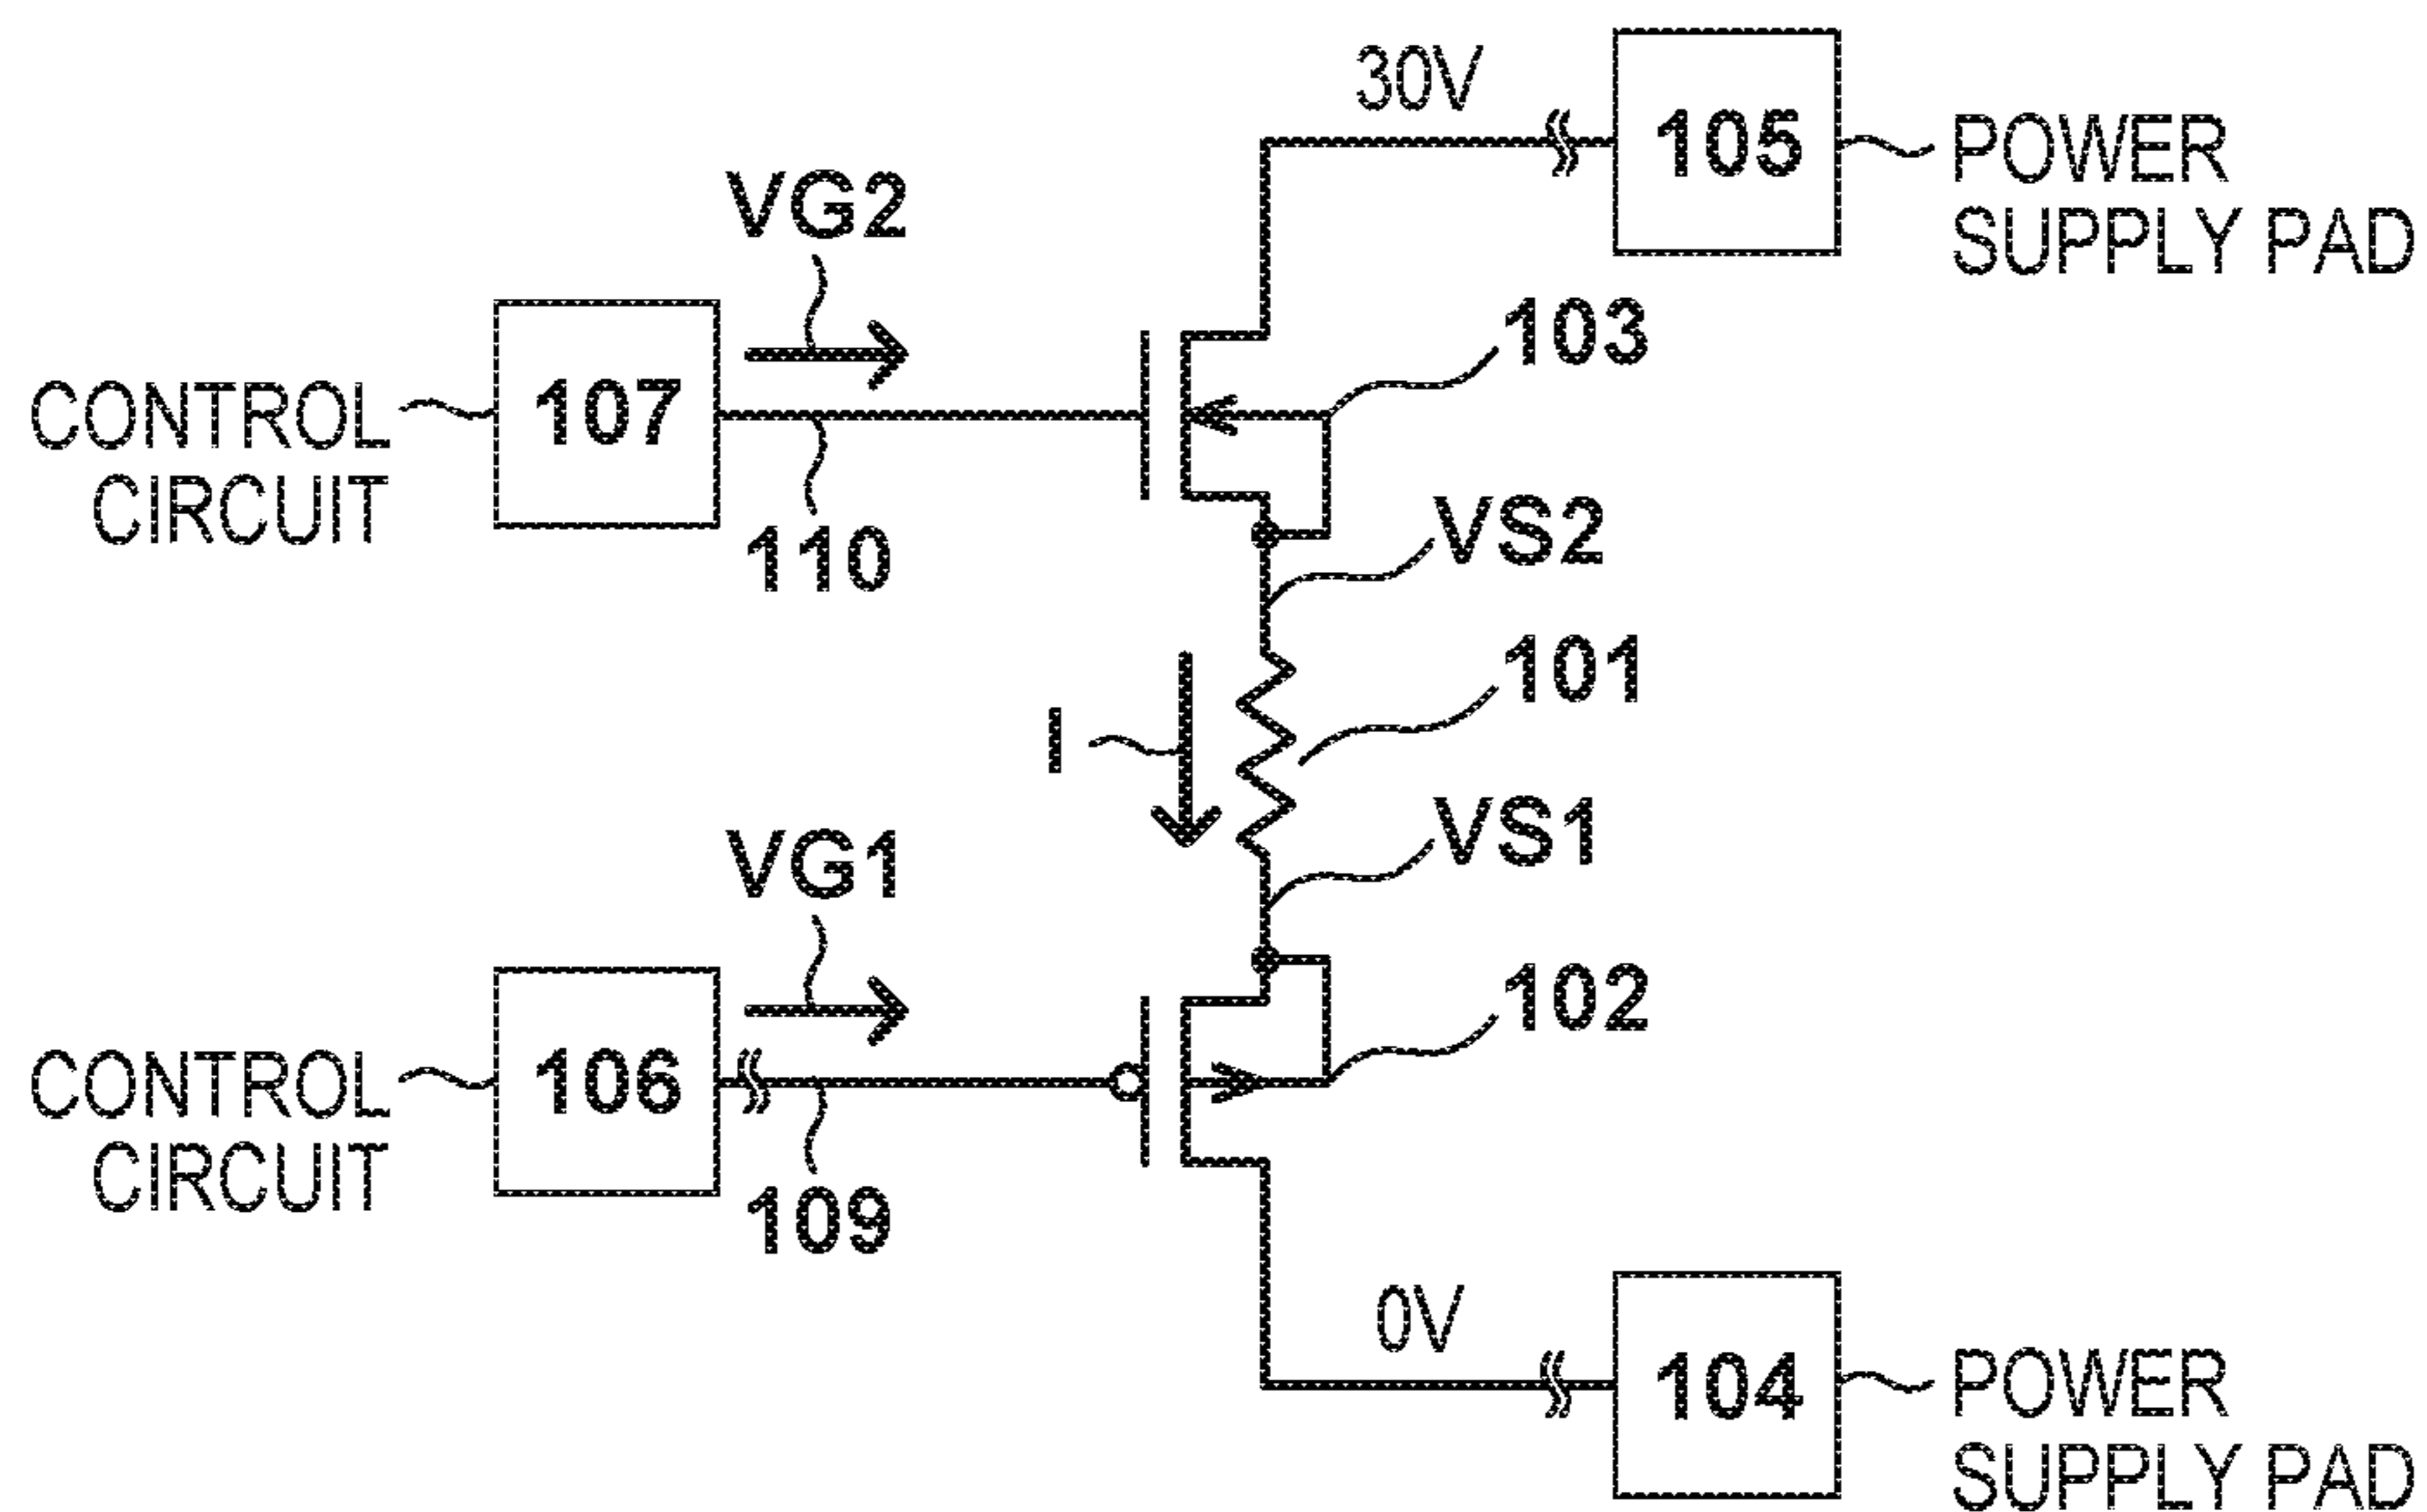 30V
105
POWER
SUPPLY PAD
VG2
103
CONTROL
CIRCUIT
107
110
VS2
101
I
VS1
VG1
102
CONTROL
CIRCUIT
106
109
0V
104
POWER
SUPPLY PAD